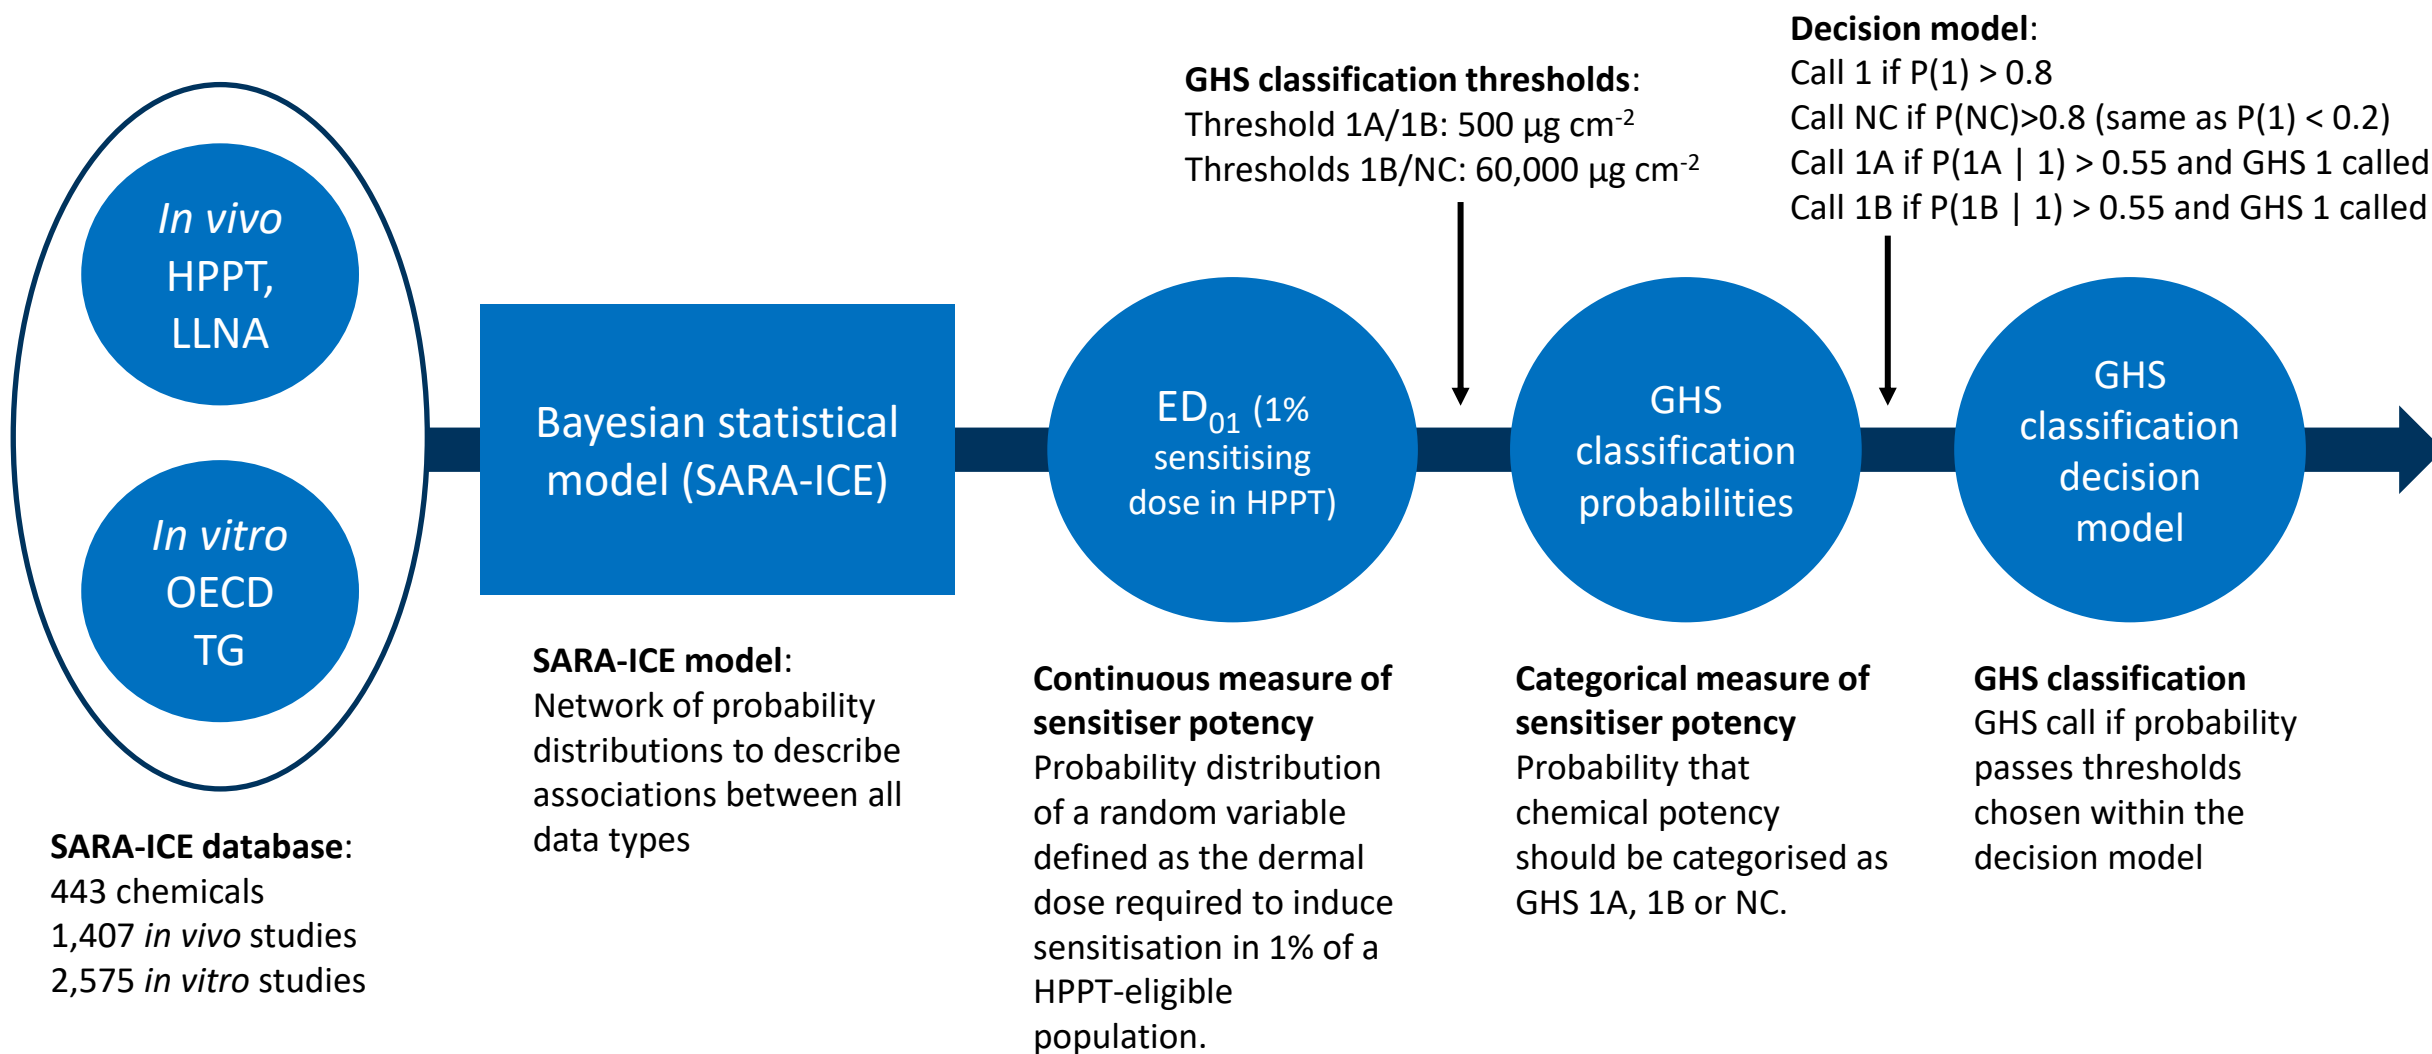 In vivo
HPPT,
LLNA
In vitro
OECD
TG
SARA-ICE database:
443 chemicals
1,407 in vivo studies
2,575 in vitro studies
Bayesian statistical
model (SARA-ICE)
SARA-ICE model:
Network of probability
distributions to describe
associations between all
data types
ED01 (1%
sensitising
dose in HPPT)
Continuous measure of
sensitiser potency
Probability distribution
of a random variable
defined as the dermal
dose required to induce
sensitisation in 1% of a
HPPT-eligible
population.
GHS classification thresholds:
Threshold 1A/1B: 500 µg cm-2
Thresholds 1B/NC: 60,000 µg cm-2
GHS
classification
probabilities
Categorical measure of
sensitiser potency
Probability that
chemical potency
should be categorised as
GHS 1A, 1B or NC.
Decision model:
Call 1 if P(1) > 0.8
Call NC if P(NC)>0.8 (same as P(1) < 0.2)
Call 1A if P(1A | 1) > 0.55 and GHS 1 called
Call 1B if P(1B | 1) > 0.55 and GHS 1 called
GHS
classification
decision
model
GHS classification
GHS call if probability
passes thresholds
chosen within the
decision model